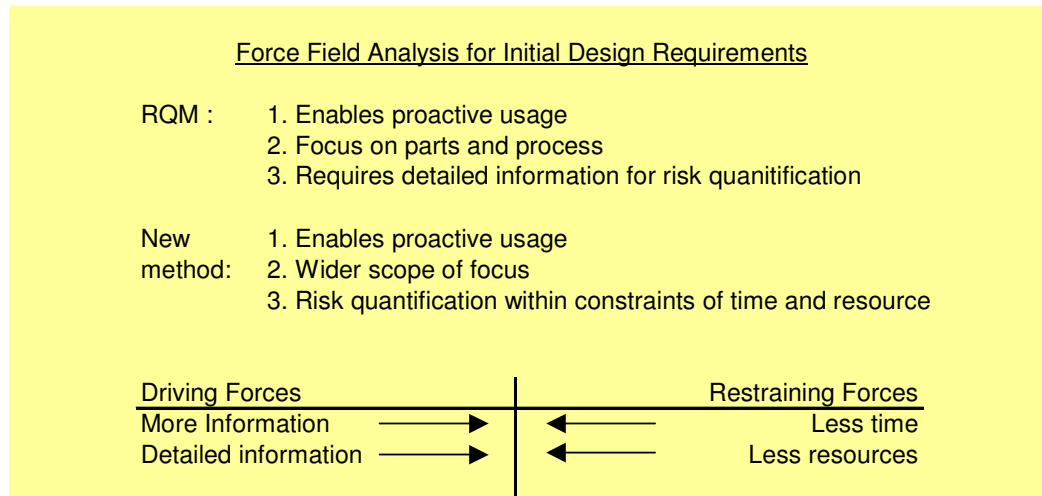 Force Field Analysis for Initial Design Requirements
RQM : 1. Enables proactive usage
2. Focus on parts and process
3. Requires detailed information for risk quanitification
New 1. Enables proactive usage
method: 2. Wider scope of focus
3. Risk quantification within constraints of time and resource
Driving Forces Restraining Forces
More Information Less time
Detailed information Less resources